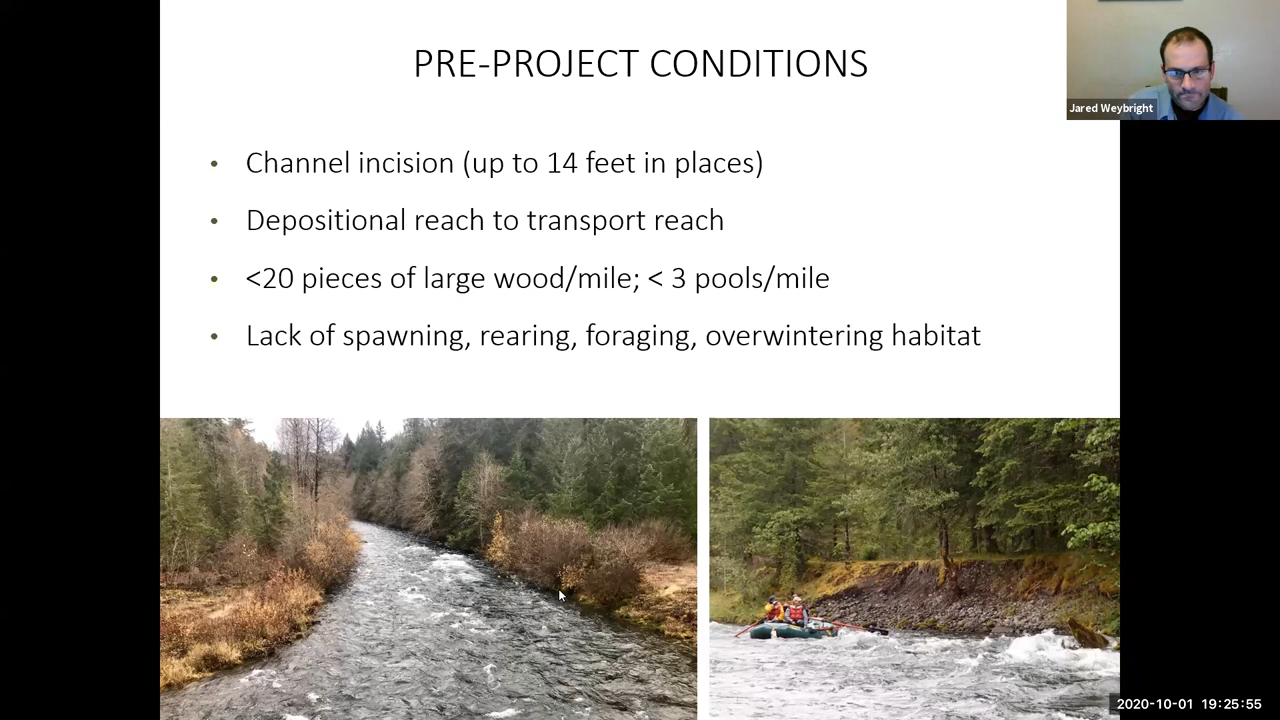 PRE-PROJECT CONDITIONS
Jared Weybright
• Channel incision (up to 14 feet in places)
• Depositional reach to transport reach
• <20 pieces of large wood/mile; < 3 pools/mile
• Lack of spawning, rearing, foraging, overwintering habitat
2020-10-01 19:25:55